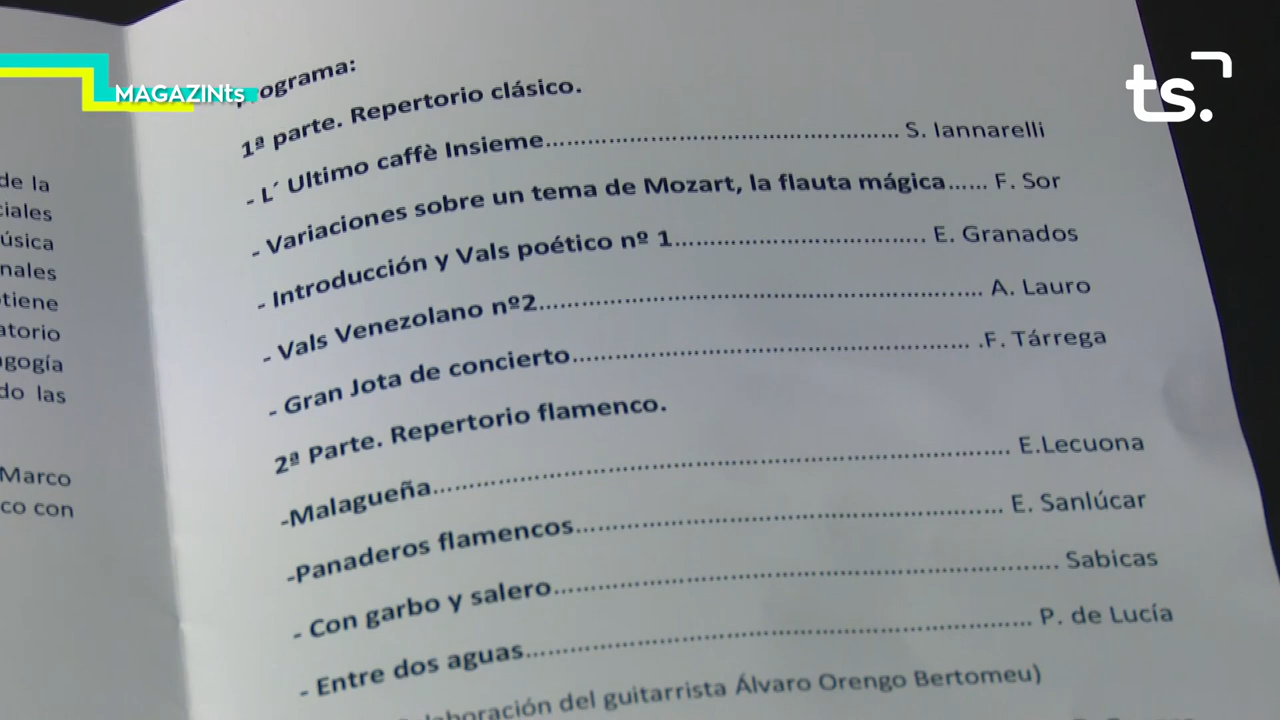 MAGAZINts
ts.
Programa:
1ª parte. Repertorio clásico.
- L´ Ultimo caffè Insieme.......................................... S. Iannarelli
- Variaciones sobre un tema de Mozart, la flauta mágica...... F. Sor
- Introducción y Vals poético nº 1.................................... E. Granados
- Vals Venezolano nº2............................................................ A. Lauro
- Gran Jota de concierto........................................................ .F. Tárrega
2ª Parte. Repertorio flamenco.
-Malagueña................................................................................ E.Lecuona
-Panaderos flamencos............................................................ E. Sanlúcar
- Con garbo y salero....................................................................... Sabicas
- Entre dos aguas....................................................................... P. de Lucía
del guitarrista Álvaro Orengo Bertomeu)
de la
ciales
úsica
nales
tiene
atorio
agogía
do las
Marco
co con